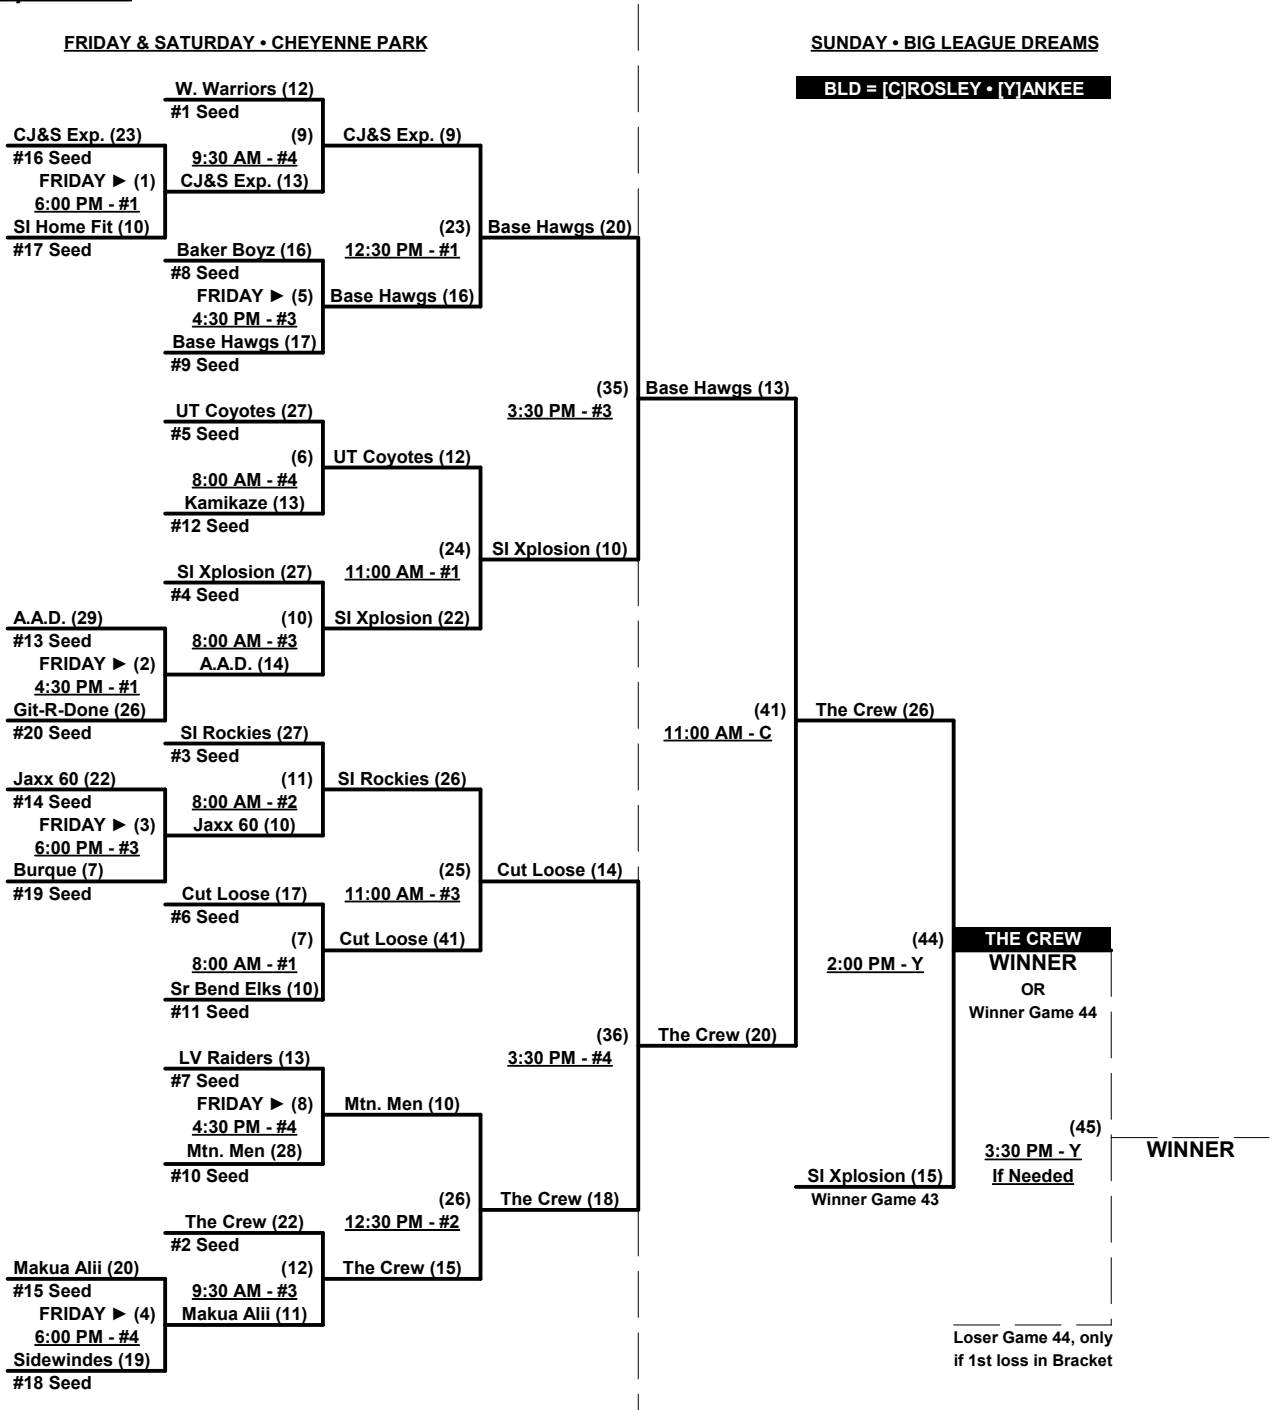 FRIDAY & SATURDAY • CHEYENNE PARK
SUNDAY • BIG LEAGUE DREAMS
BLD = [C]ROSLEY • [Y]ANKEE
W. Warriors (12)
#1 Seed
CJ&S Exp. (23)
(9)
CJ&S Exp. (9)
#16 Seed
9:30 AM - #4
FRIDAY ► (1)
CJ&S Exp. (13)
6:00 PM - #1
SI Home Fit (10)
(23)
Base Hawgs (20)
#17 Seed
Baker Boyz (16)
12:30 PM - #1
#8 Seed
FRIDAY ► (5)
Base Hawgs (16)
4:30 PM - #3
Base Hawgs (17)
#9 Seed
(35)
Base Hawgs (13)
UT Coyotes (27)
3:30 PM - #3
#5 Seed
(6)
UT Coyotes (12)
8:00 AM - #4
Kamikaze (13)
#12 Seed
(24)
SI Xplosion (10)
SI Xplosion (27)
11:00 AM - #1
#4 Seed
A.A.D. (29)
(10)
SI Xplosion (22)
#13 Seed
8:00 AM - #3
FRIDAY ► (2)
A.A.D. (14)
4:30 PM - #1
Git-R-Done (26)
(41)
The Crew (26)
#20 Seed
SI Rockies (27)
11:00 AM - C
#3 Seed
Jaxx 60 (22)
(11)
SI Rockies (26)
#14 Seed
8:00 AM - #2
FRIDAY ► (3)
Jaxx 60 (10)
6:00 PM - #3
Burque (7)
(25)
Cut Loose (14)
#19 Seed
Cut Loose (17)
11:00 AM - #3
#6 Seed
(7)
Cut Loose (41)
(44)
THE CREW
8:00 AM - #1
2:00 PM - Y
WINNER
Sr Bend Elks (10)
OR
#11 Seed
Winner Game 44
(36)
The Crew (20)
LV Raiders (13)
3:30 PM - #4
#7 Seed
FRIDAY ► (8)
Mtn. Men (10)
4:30 PM - #4
(45)
Mtn. Men (28)
3:30 PM - Y
WINNER
#10 Seed
SI Xplosion (15)
If Needed
(26)
The Crew (18)
Winner Game 43
The Crew (22)
12:30 PM - #2
#2 Seed
Makua Alii (20)
(12)
The Crew (15)
#15 Seed
9:30 AM - #3
FRIDAY ► (4)
Makua Alii (11)
6:00 PM - #4
Loser Game 44, only
Sidewindes (19)
if 1st loss in Bracket
#18 Seed